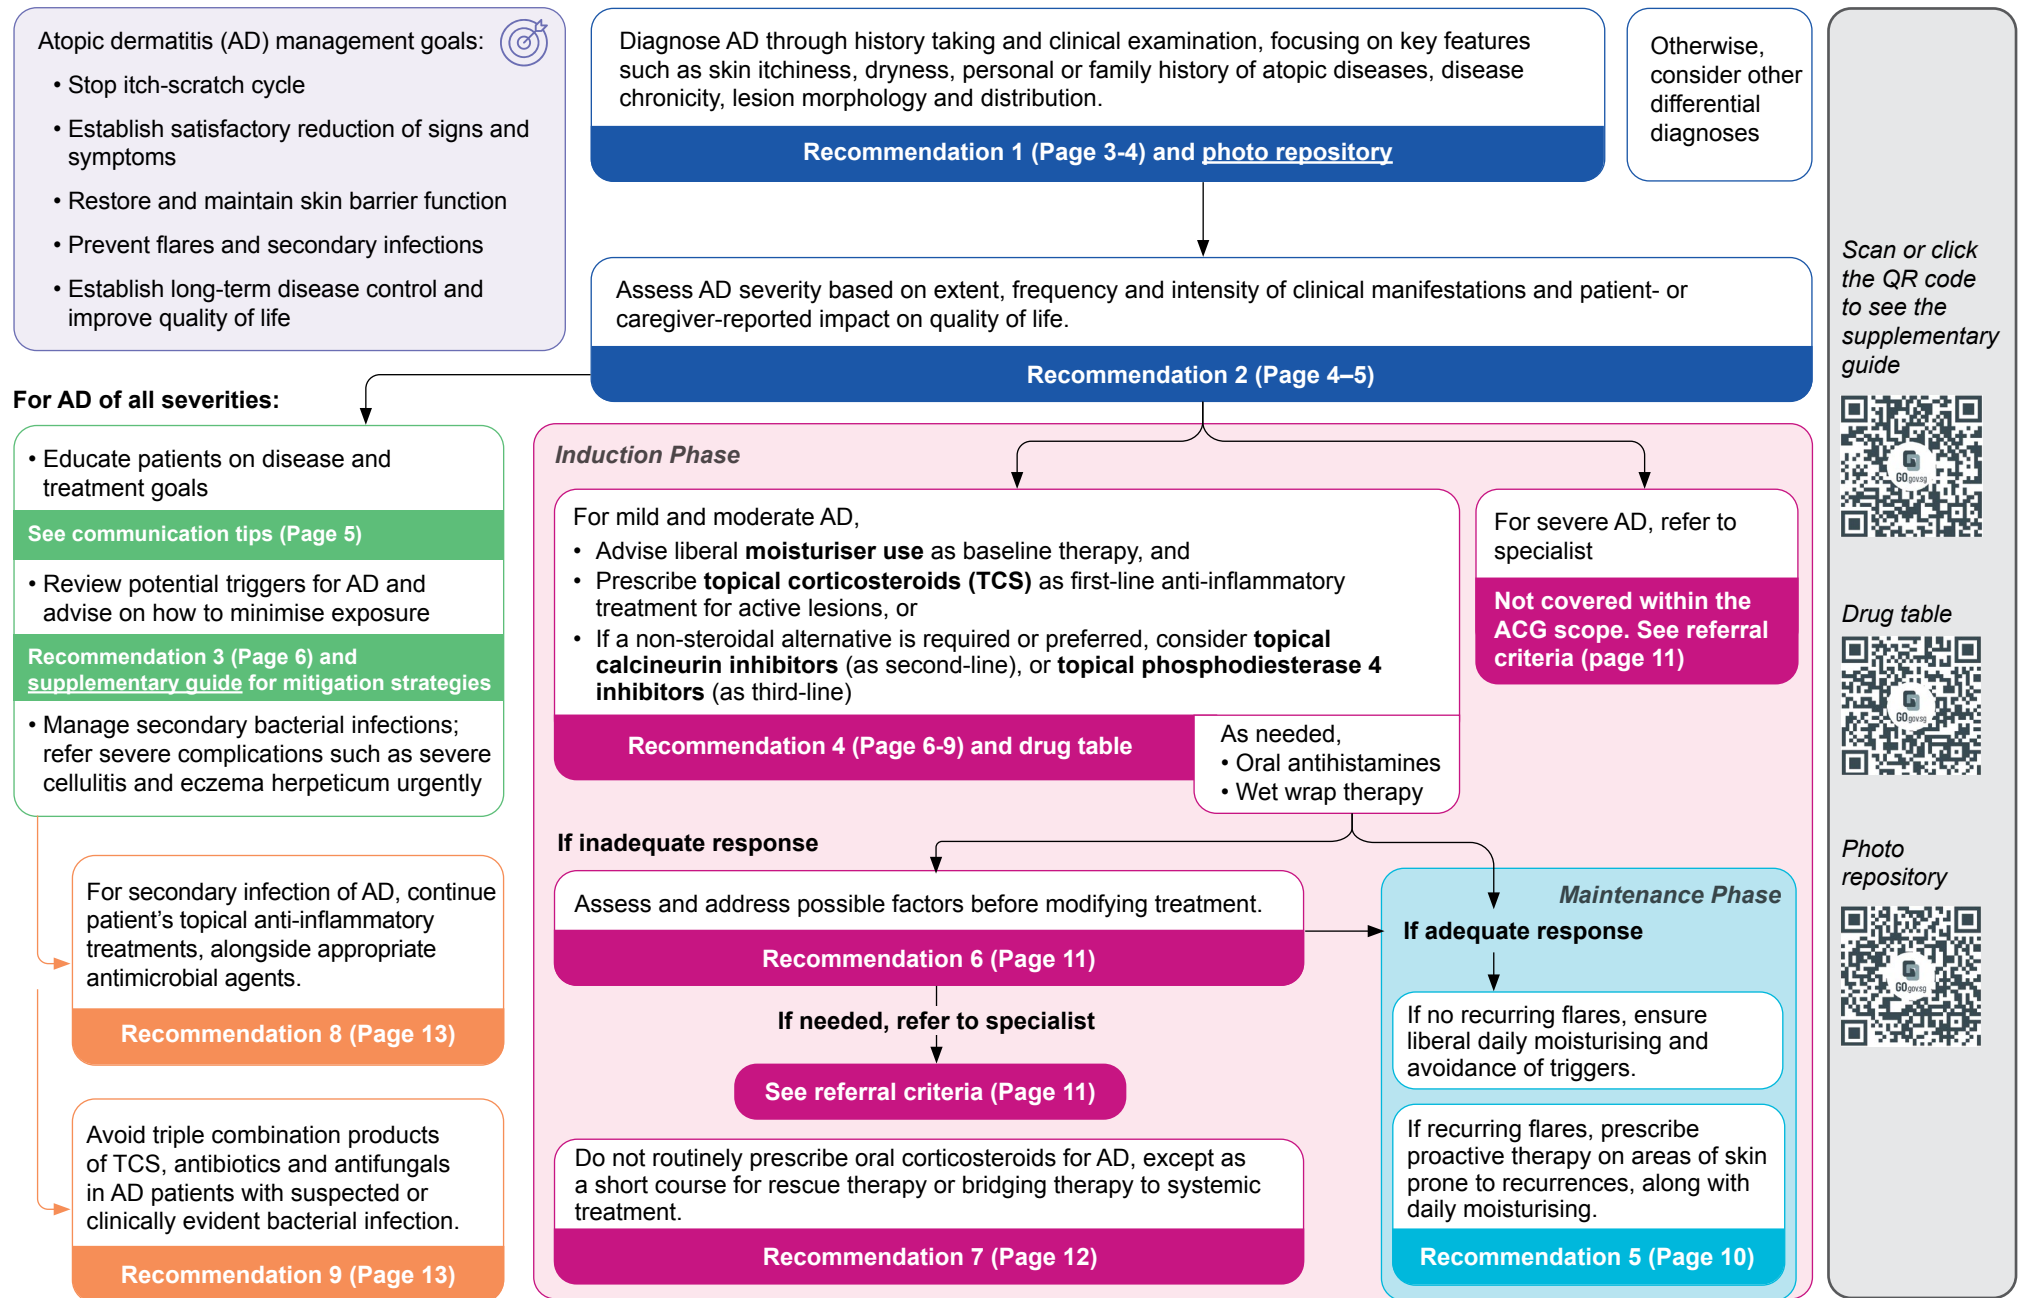 Atopic dermatitis (AD) management goals:
• Stop itch-scratch cycle
• Establish satisfactory reduction of signs and
symptoms
• Restore and maintain skin barrier function
• Prevent flares and secondary infections
• Establish long-term disease control and
improve quality of life
Diagnose AD through history taking and clinical examination, focusing on key features
such as skin itchiness, dryness, personal or family history of atopic diseases, disease
chronicity, lesion morphology and distribution.
Recommendation 1 (Page 3-4) and photo repository
Otherwise,
consider other
differential
diagnoses
Assess AD severity based on extent, frequency and intensity of clinical manifestations and patient- or
caregiver-reported impact on quality of life.
Recommendation 2 (Page 4–5)
For AD of all severities:
• Educate patients on disease and
treatment goals
See communication tips (Page 5)
• Review potential triggers for AD and
advise on how to minimise exposure
Recommendation 3 (Page 6) and
supplementary guide for mitigation strategies
• Manage secondary bacterial infections;
refer severe complications such as severe
cellulitis and eczema herpeticum urgently
For secondary infection of AD, continue
patient's topical anti-inflammatory
treatments, alongside appropriate
antimicrobial agents.
Recommendation 8 (Page 13)
Avoid triple combination products
of TCS, antibiotics and antifungals
in AD patients with suspected or
clinically evident bacterial infection.
Recommendation 9 (Page 13)
Induction Phase
For mild and moderate AD,
• Advise liberal moisturiser use as baseline therapy, and
• Prescribe topical corticosteroids (TCS) as first-line anti-inflammatory
treatment for active lesions, or
• If a non-steroidal alternative is required or preferred, consider topical
calcineurin inhibitors (as second-line), or topical phosphodiesterase 4
inhibitors (as third-line)
Recommendation 4 (Page 6-9) and drug table
As needed,
• Oral antihistamines
• Wet wrap therapy
For severe AD, refer to
specialist
Not covered within the
ACG scope. See referral
criteria (page 11)
If inadequate response
Assess and address possible factors before modifying treatment.
Recommendation 6 (Page 11)
If needed, refer to specialist
See referral criteria (Page 11)
Do not routinely prescribe oral corticosteroids for AD, except as
a short course for rescue therapy or bridging therapy to systemic
treatment.
Recommendation 7 (Page 12)
Maintenance Phase
If adequate response
If no recurring flares, ensure
liberal daily moisturising and
avoidance of triggers.
If recurring flares, prescribe
proactive therapy on areas of skin
prone to recurrences, along with
daily moisturising.
Recommendation 5 (Page 10)
Scan or click
the QR code
to see the
supplementary
guide
GOgov.sg
Drug table
GOgov.sg
Photo
repository
GOgov.sg